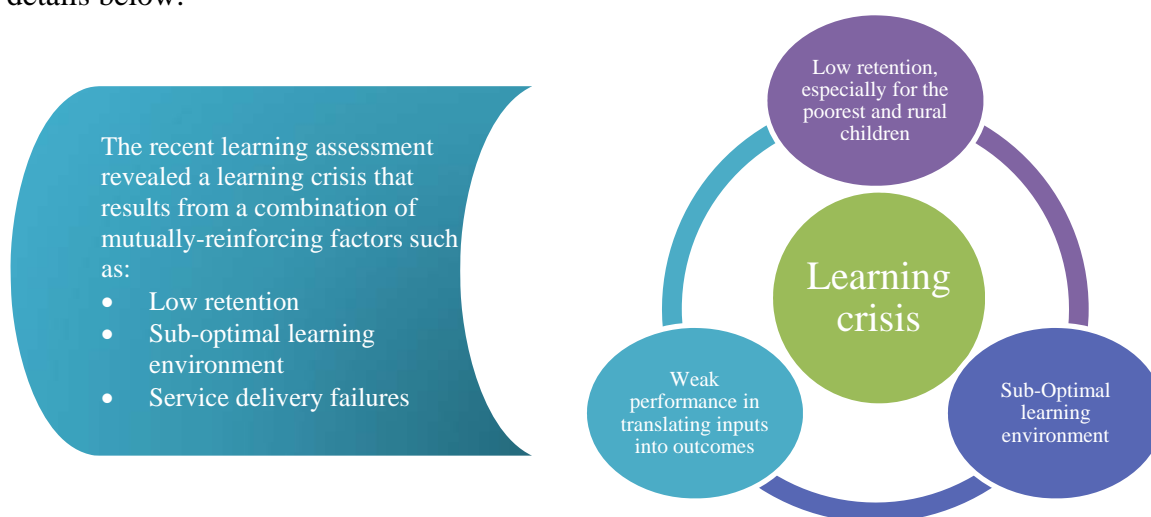 details below.
The recent learning assessment
revealed a learning crisis that
results from a combination of
mutually-reinforcing factors such
as:
• Low retention
• Sub-optimal learning
environment
• Service delivery failures
Low retention,
especially for the
poorest and rural
children
Learning
crisis
Weak
performance in
translating inputs
into outcomes
Sub-Optimal
learning
environment